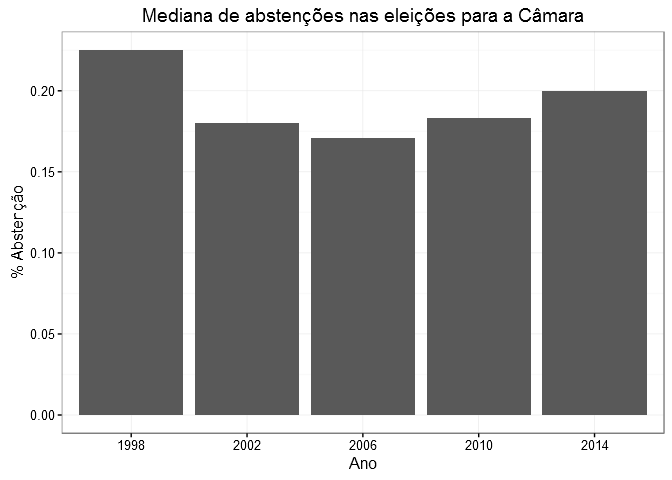 Mediana de abstenções nas eleições para a Câmara
% Abstenção
0.20
0.15
0.10
0.05
0.00
1998 2002 2006 2010 2014
Ano